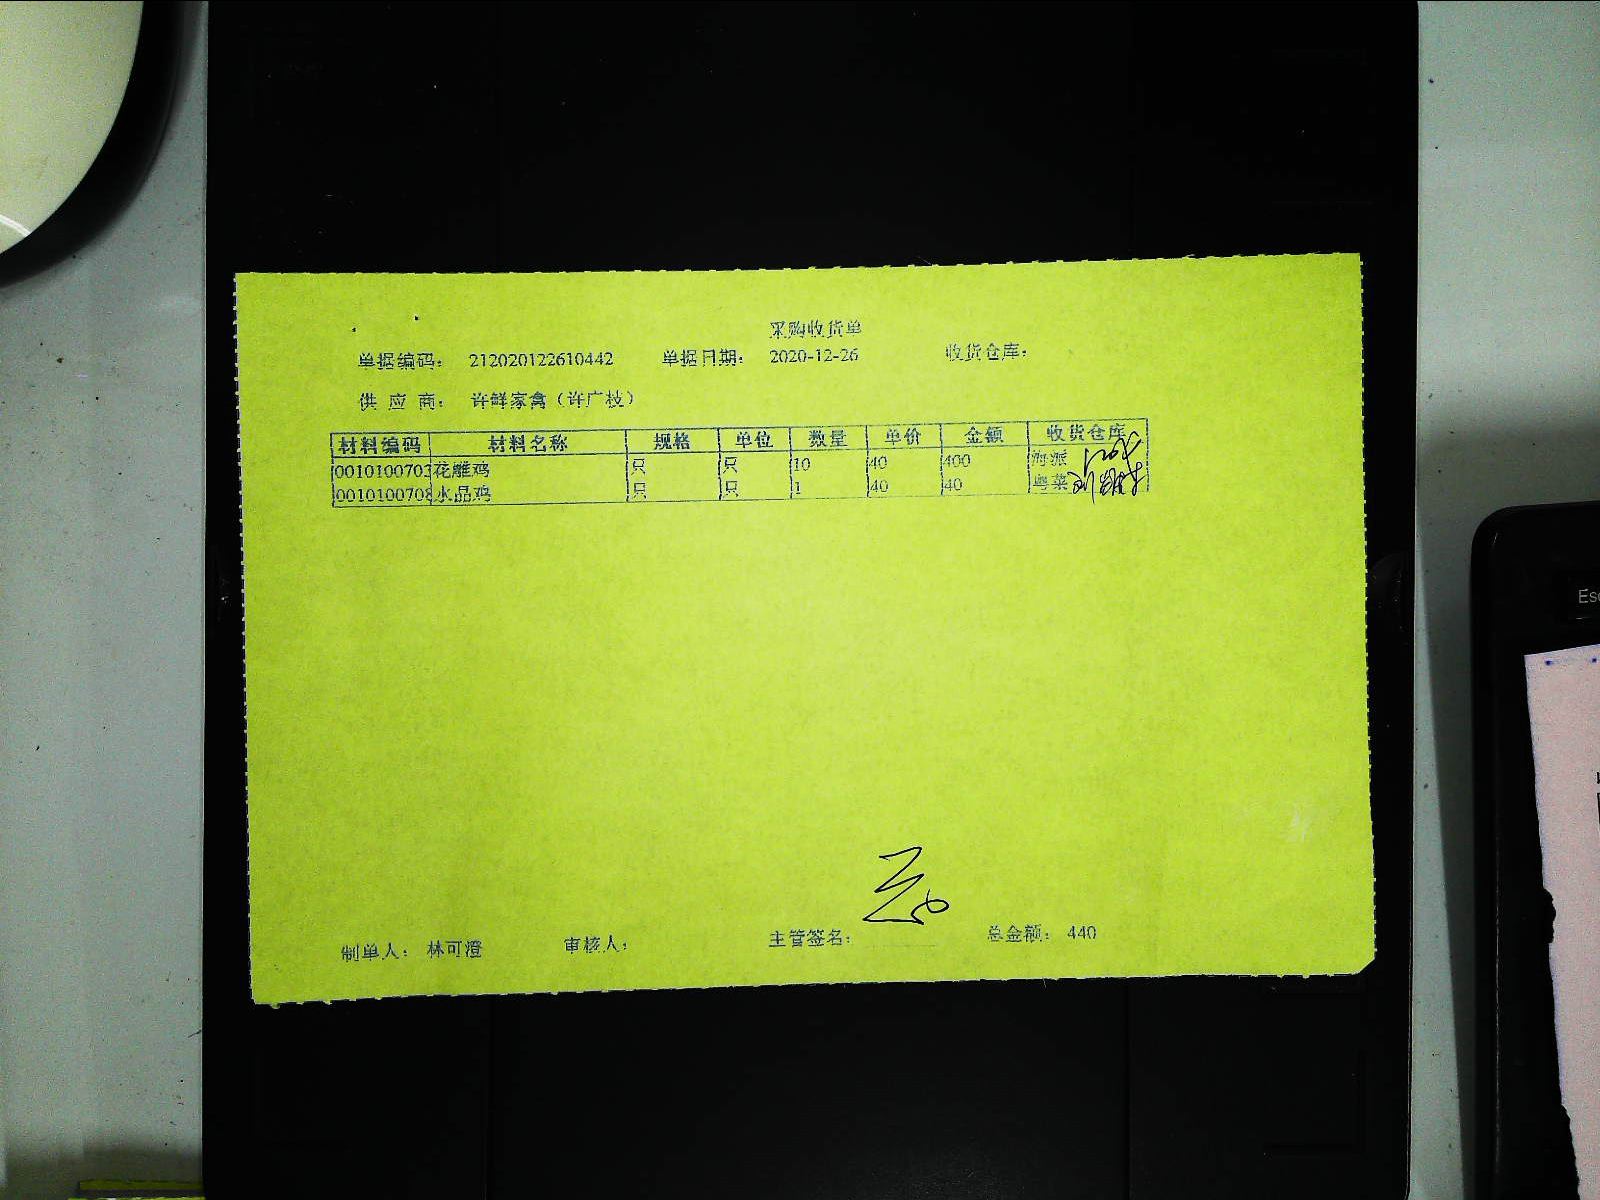 采购收货单
单据编码： 212020122610442 单据日期： 2020-12-26 收货仓库：
供 应 商： 许鲜家禽（许广枝）
材料编码 材料名称 规格 单位 数量 单价 金额 收货仓库
0010100703 花雕鸡 只 只 10 40 400 海派
0010100708 水晶鸡 只 只 1 40 40 粤菜
制单人： 林可澄 审核人： 主管签名： 总金额： 440
Esc